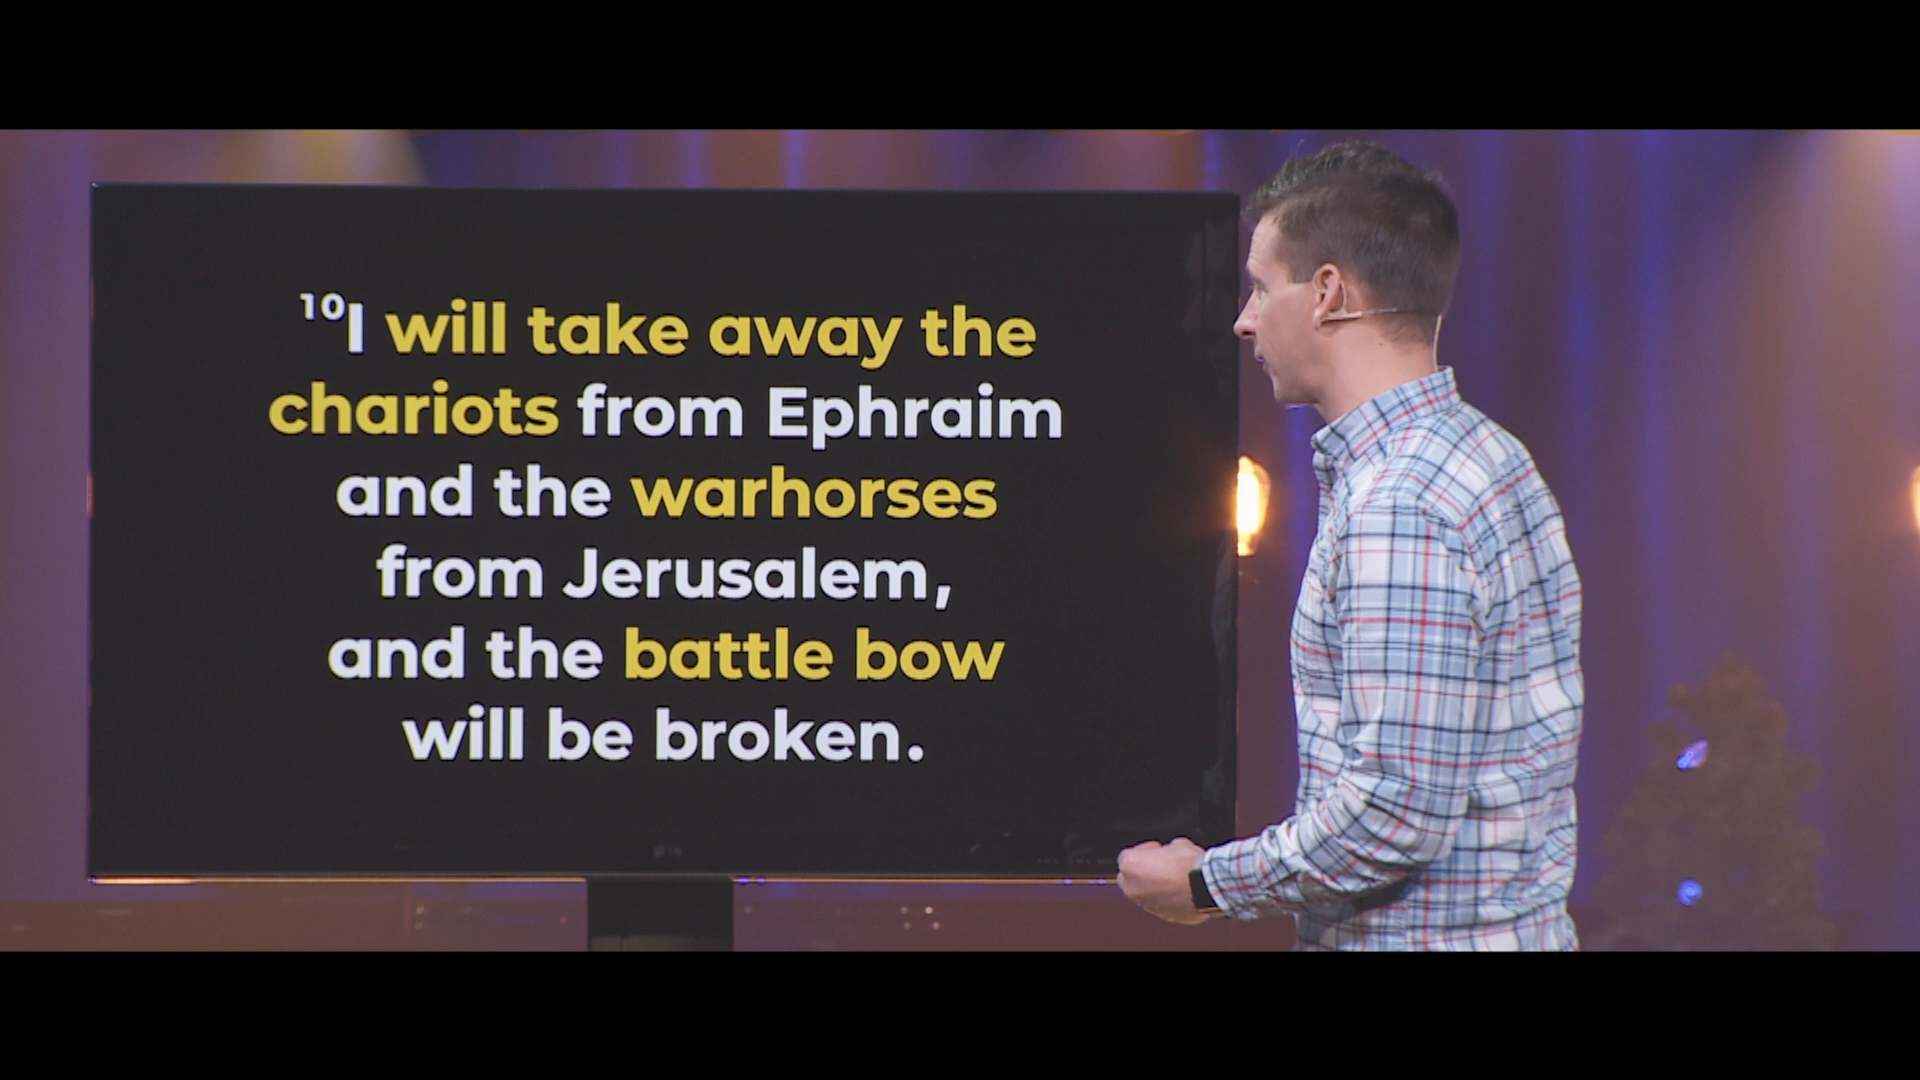 ¹⁰I will take away the
chariots from Ephraim
and the warhorses
from Jerusalem,
and the battle bow
will be broken.